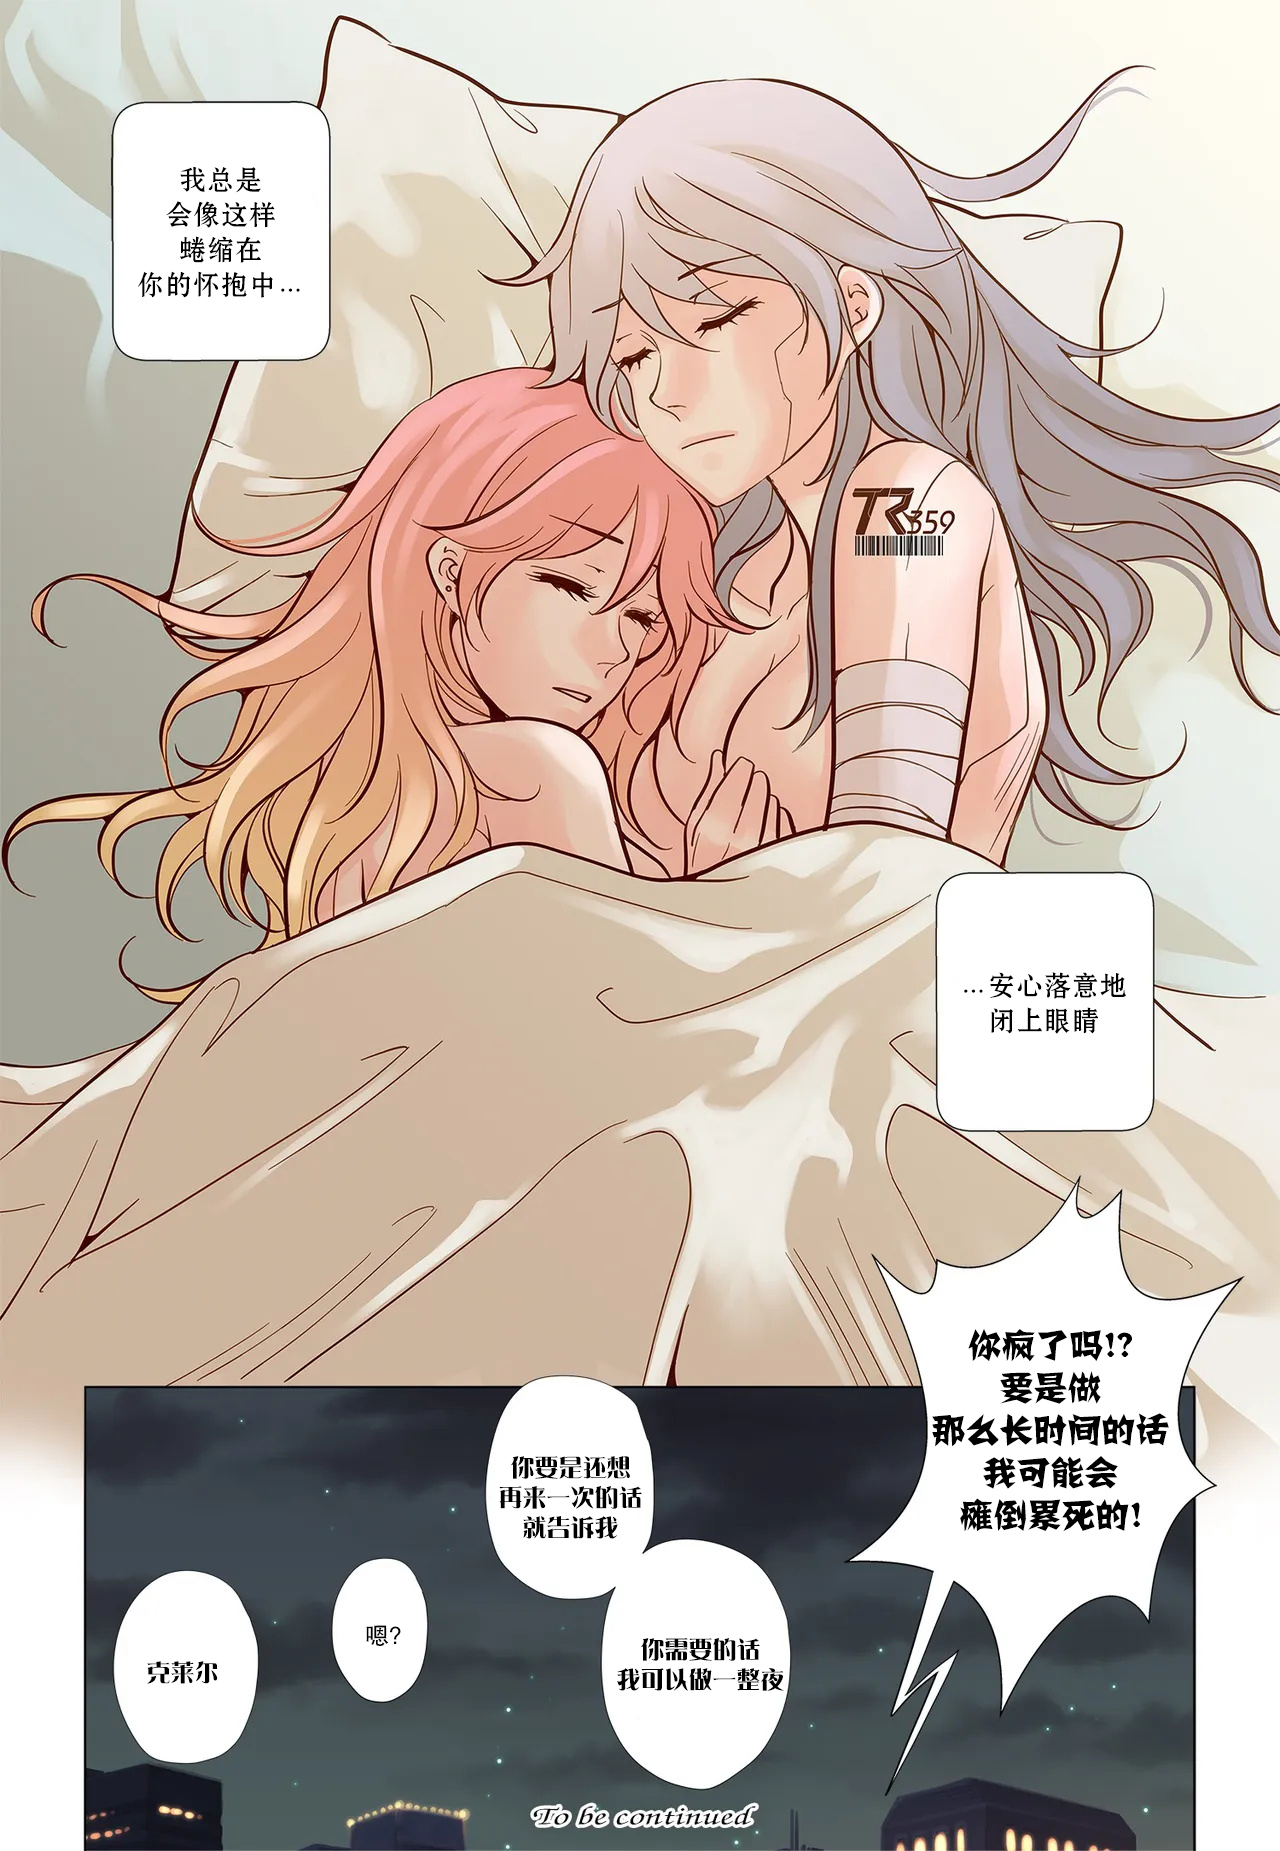 我总是
会像这样
蜷缩在
你的怀抱中…
TR359
…安心落意地
闭上眼睛
你疯了吗!?
要是做
那么长时间的话
我可能会
瘫倒累死的!
克莱尔
嗯?
你要是还想
再来一次的话
就告诉我
你需要的话
我可以做一整夜
To be continued